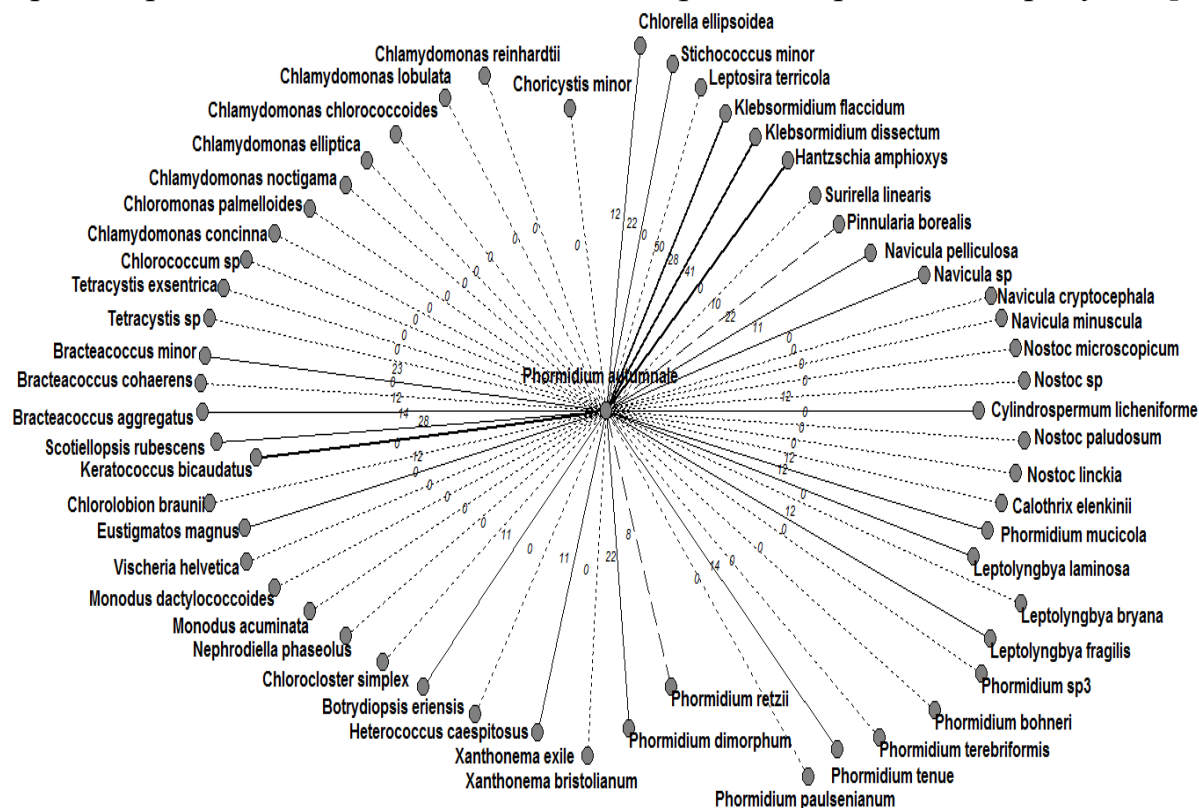 Chlorella ellipsoidea
Stichococcus minor
Leptosira terricola
Klebsormidium flaccidum
Klebsormidium dissectum
Hantzschia amphioxys
Surirella linearis
Pinnularia borealis
Navicula pelliculosa
Navicula sp
Navicula cryptocephala
Navicula minuscula
Nostoc microscopicum
Nostoc sp
Cylindrospermum licheniforme
Nostoc paludosum
Nostoc linckia
Calothrix elenkinii
Phormidium mucicola
Leptolyngbya laminosa
Leptolyngbya bryana
Leptolyngbya fragilis
Phormidium sp3
Phormidium bohneri
Phormidium terebriformis
Phormidium tenue
Phormidium paulsenianum
Phormidium retzii
Phormidium dimorphum
Xanthonema bristolianum
Xanthonema exile
Heterococcus caespitosus
Botrydiopsis eriensis
Chlorocloster simplex
Nephrodiella phaseolus
Monodus acuminata
Monodus dactylococcoides
Vischeria helvetica
Eustigmatos magnus
Chlorolobion braunii
Keratococcus bicaudatus
Scotiellopsis rubescens
Bracteacoccus aggregatus
Bracteacoccus cohaerens
Bracteacoccus minor
Tetracystis sp
Tetracystis exsentrica
Chlorococcum sp
Chlamydomonas concinna
Chloromonas palmelloides
Chlamydomonas noctigama
Chlamydomonas elliptica
Chlamydomonas chlorococcoides
Chlamydomonas lobulata
Chlamydomonas reinhardtii
Choricystis minor
Phormidium autumnale
12
22
0
50
28
41
0
10
22
11
0
0
0
0
12
0
0
0
12
12
12
0
12
0
0
0
14
0
8
22
0
11
0
11
0
0
0
0
0
12
0
28
14
12
0
23
0
0
0
0
0
0
0
0
0
0
0